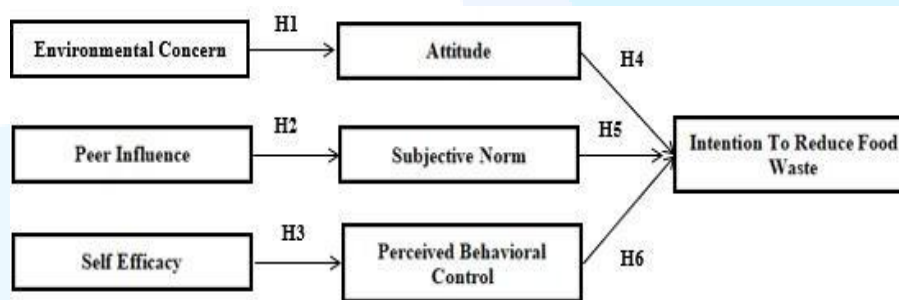 H1
Environmental Concern
Attitude
H4
H2
H5
Peer Influence
Subjective Norm
Intention To Reduce Food
Waste
H3
Self Efficacy
Perceived Behavioral
Control
H6